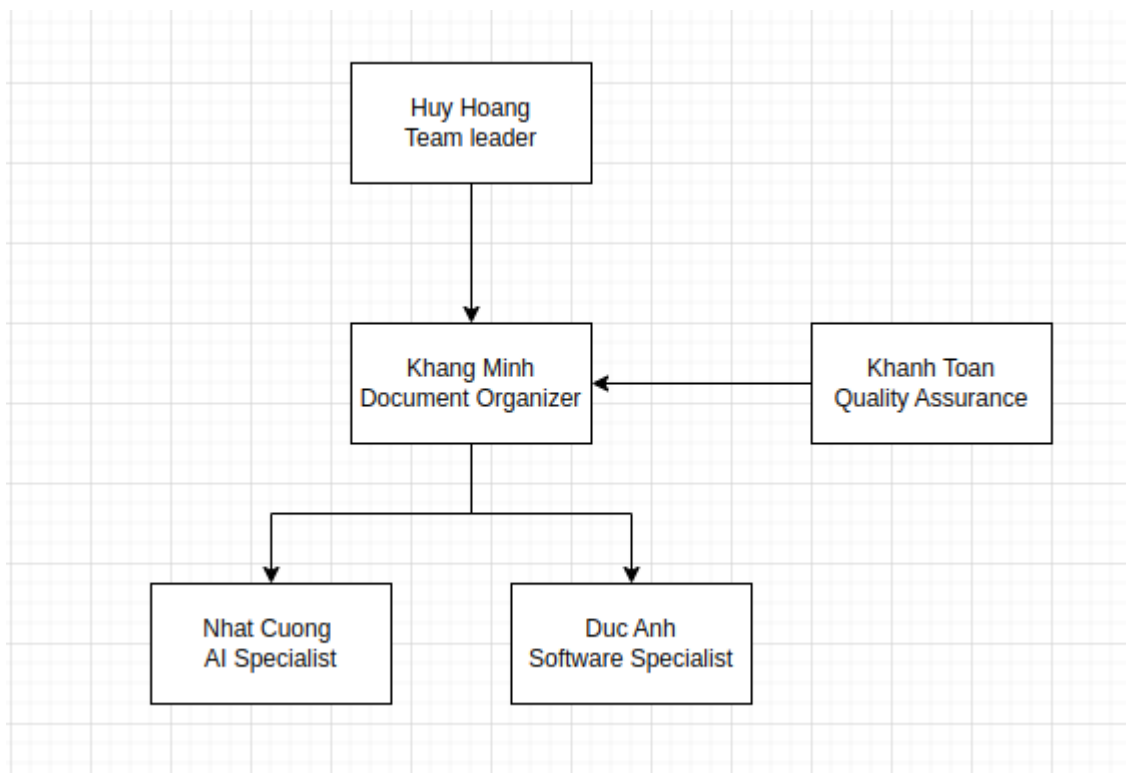 Huy Hoang
Team leader
Khang Minh
Document Organizer
Khanh Toan
Quality Assurance
Nhat Cuong
AI Specialist
Duc Anh
Software Specialist